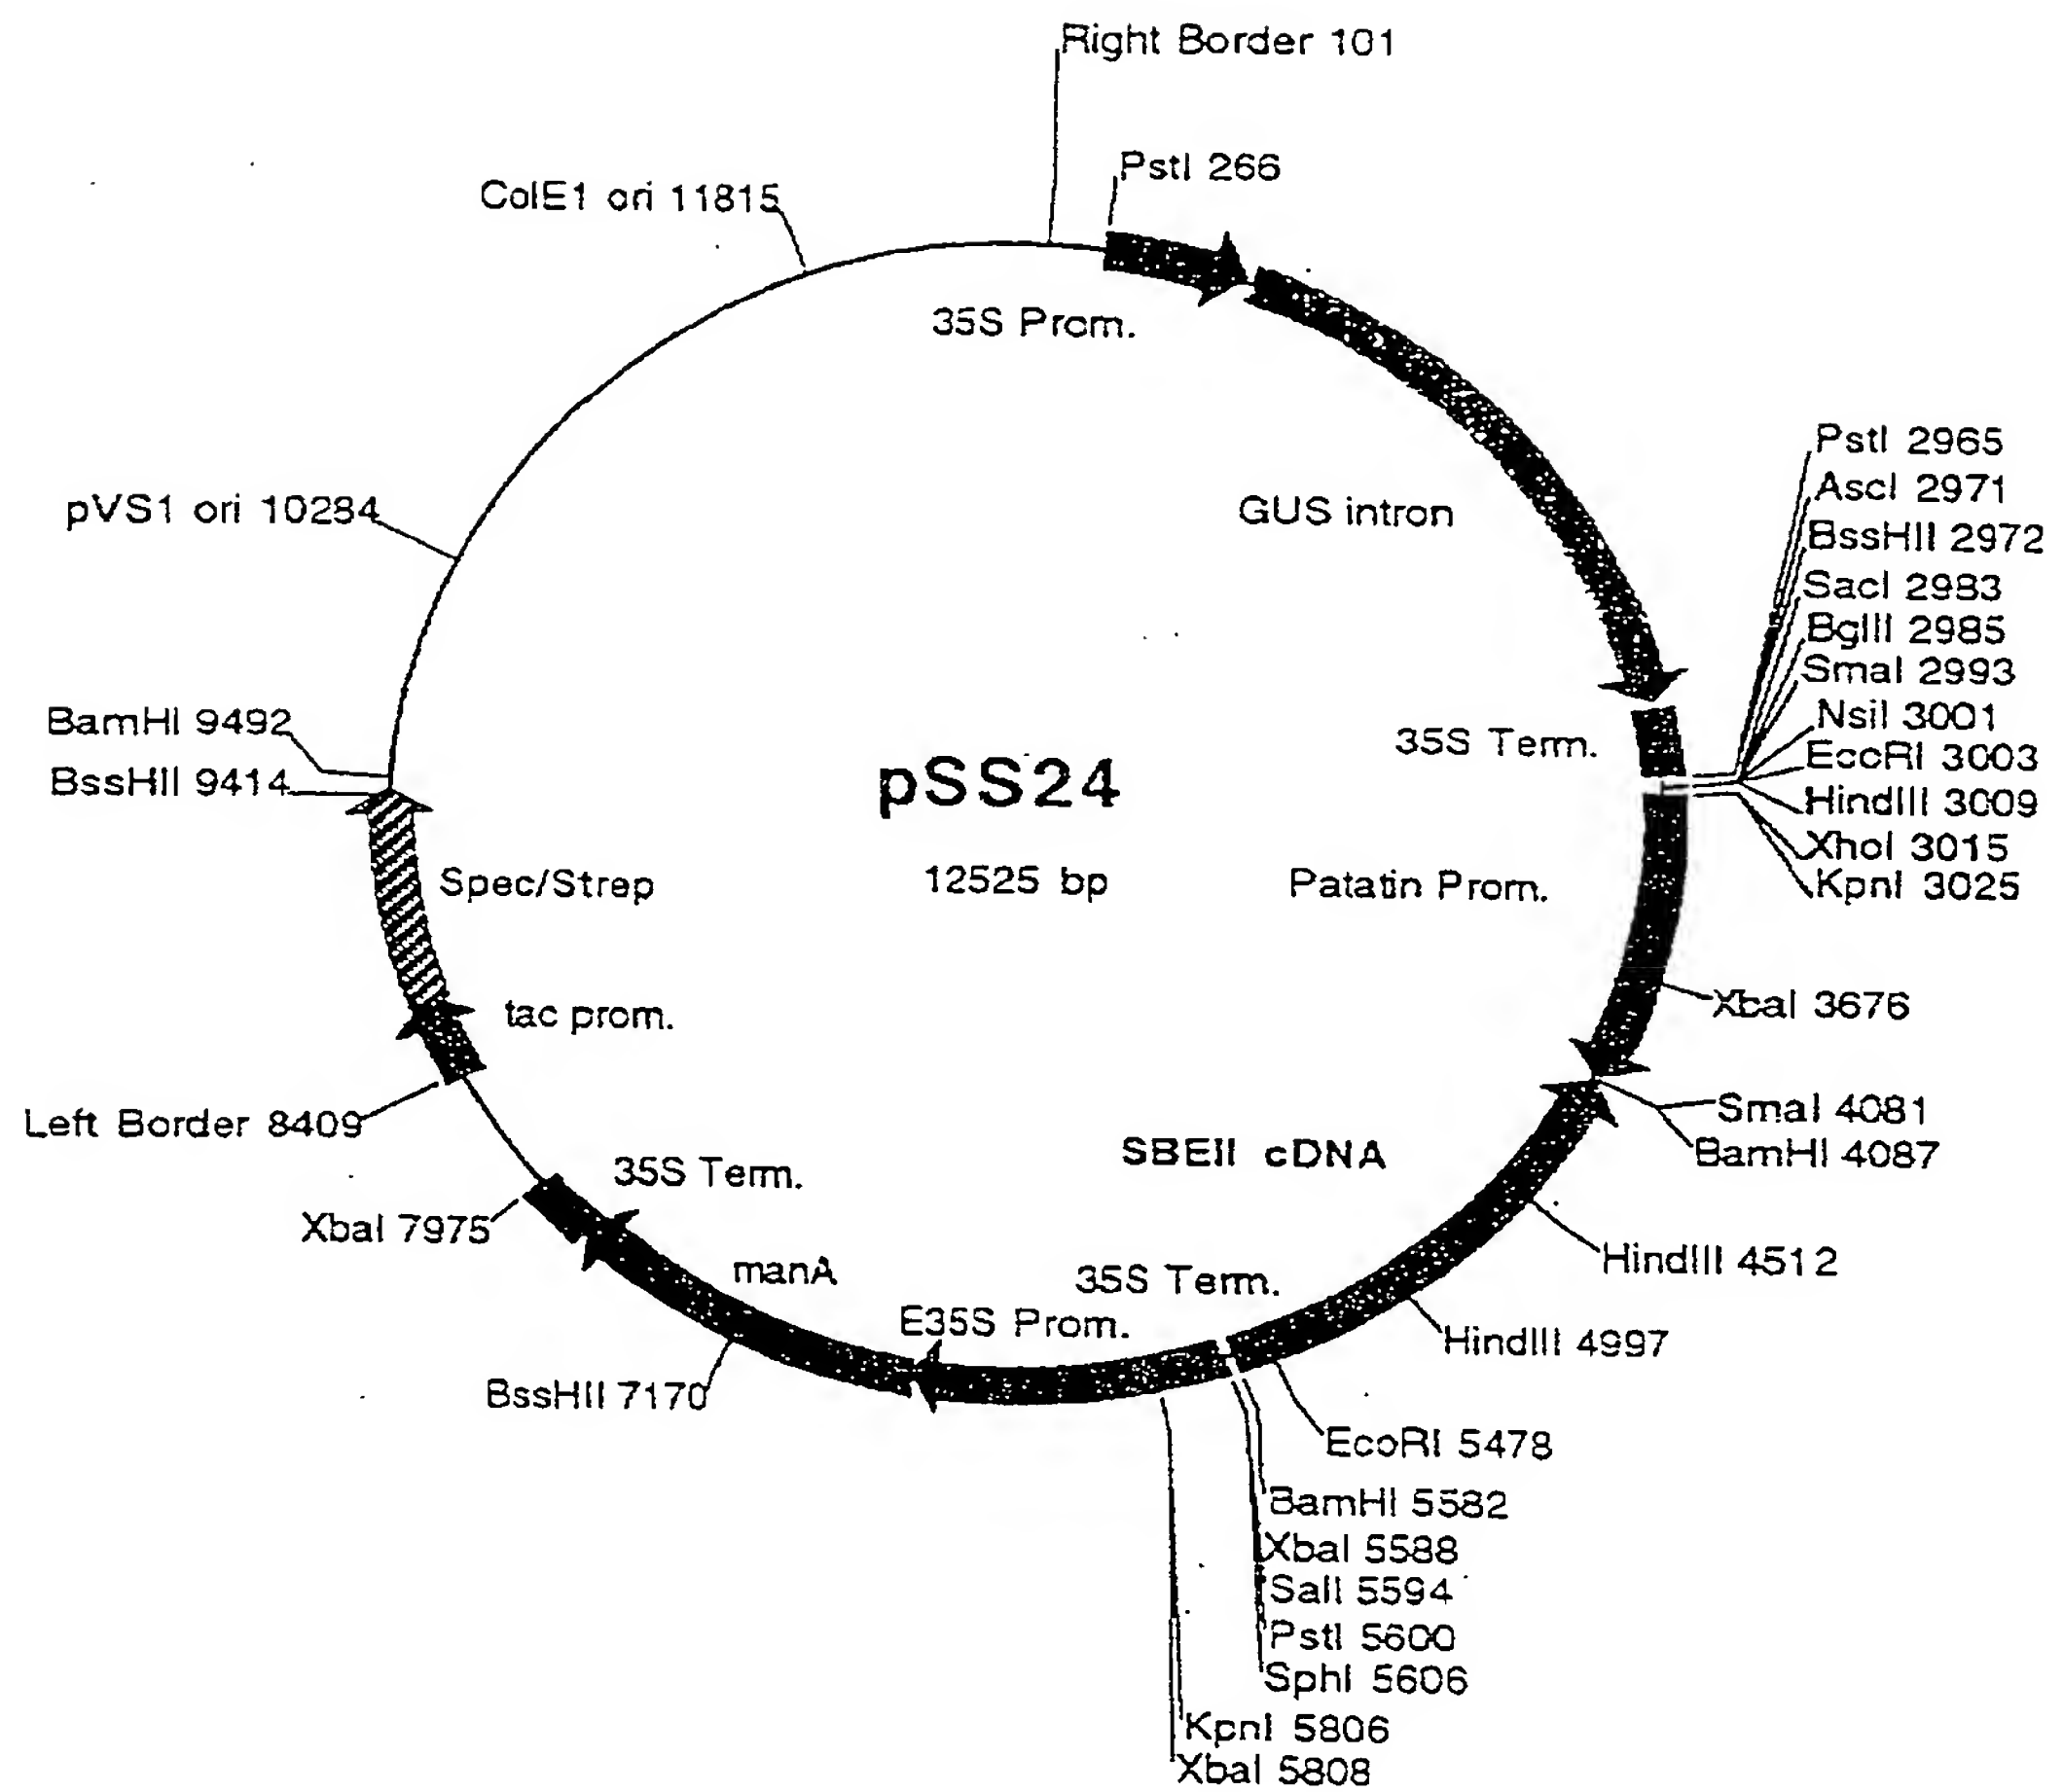 Right Border 101
PstI 266
ColE1 ori 11815
35S Prom.
PstI 2965
AscI 2971
BssHII 2972
SacI 2983
BglII 2985
SmaI 2993
NsiI 3001
EcoRI 3003
HindIII 3009
XhoI 3015
KpnI 3025
GUS intron
pVS1 ori 10284
35S Term.
BamHI 9492
BssHII 9414
pSS24
12525 bp
Spec/Strep
Patatin Prom.
tac prom.
XbaI 3676
Left Border 8409
SmaI 4081
BamHI 4087
SBEII cDNA
35S Term.
XbaI 7975
HindIII 4512
manA
35S Term.
E35S Prom.
HindIII 4997
BssHII 7170
EcoRI 5478
BamHI 5582
XbaI 5588
SalI 5594
PstI 5600
SphI 5606
KpnI 5806
XbaI 5808